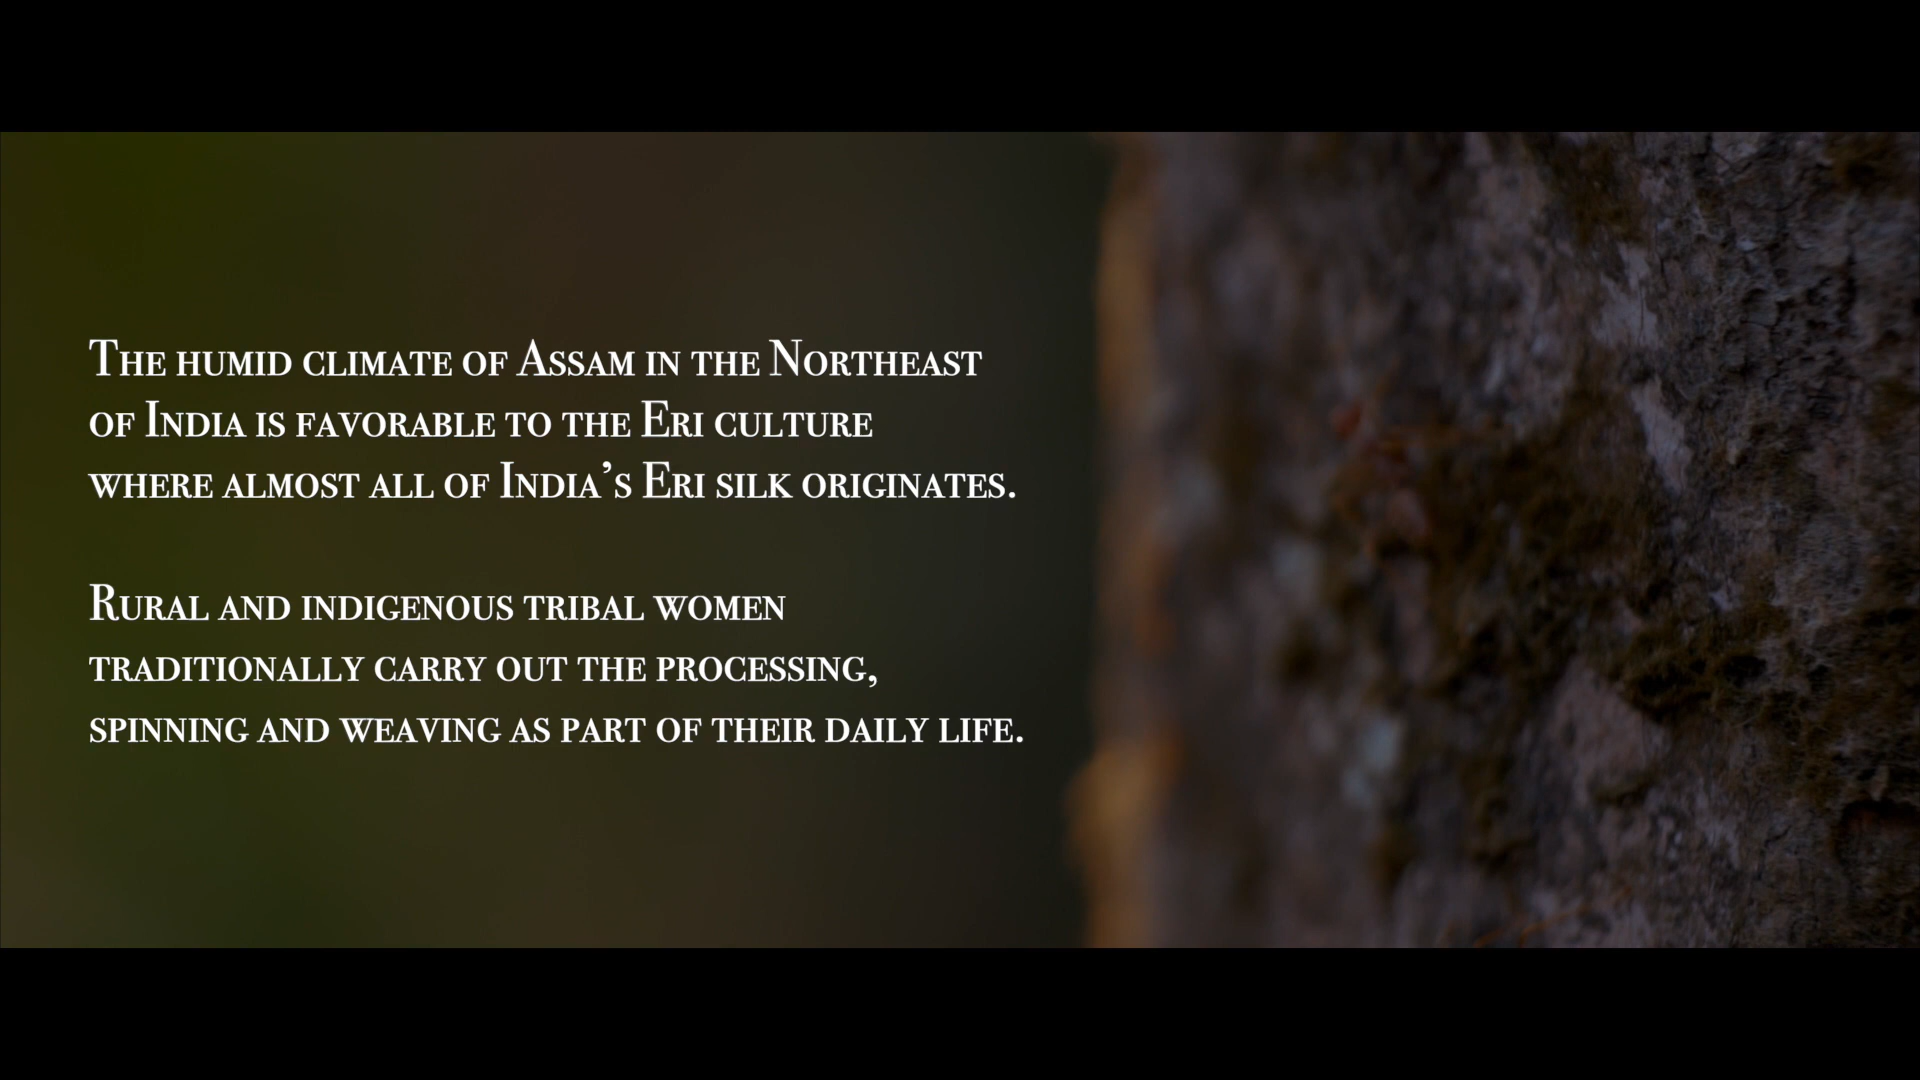 The humid climate of Assam in the Northeast
of India is favorable to the Eri culture
where almost all of India's Eri silk originates.
Rural and indigenous tribal women
traditionally carry out the processing,
spinning and weaving as part of their daily life.